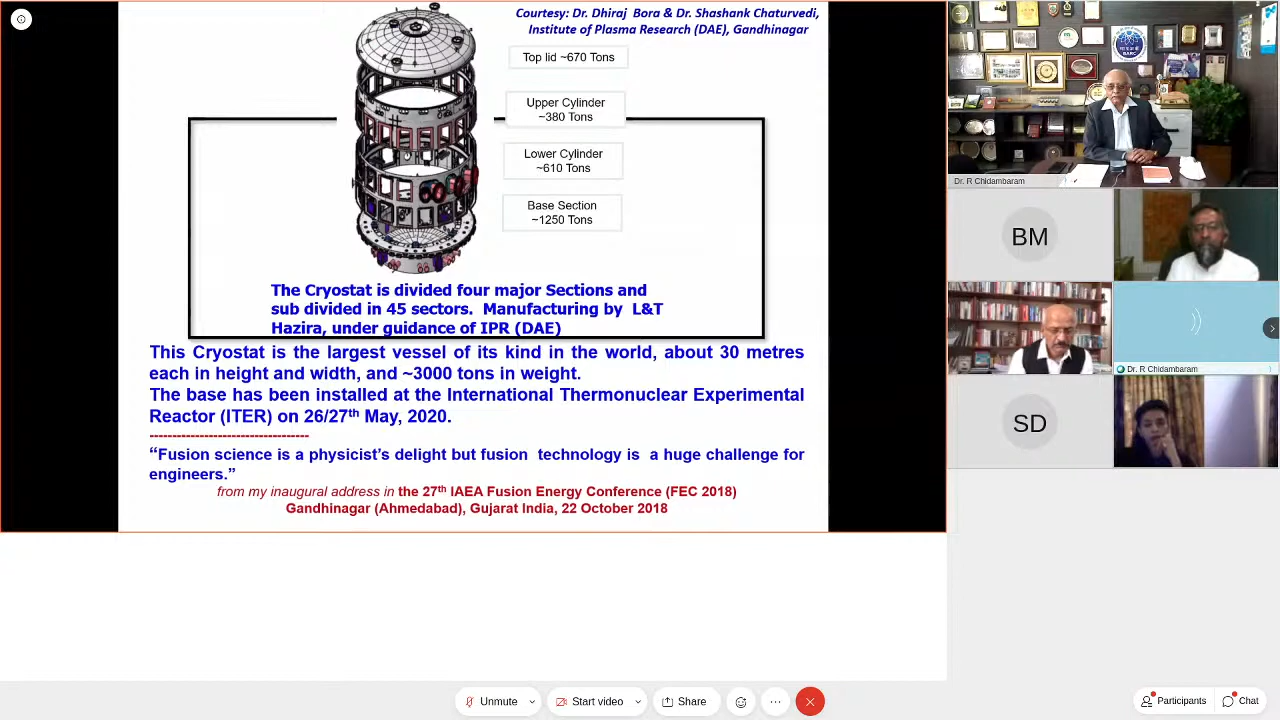 Courtesy: Dr. Dhiraj Bora & Dr. Shashank Chaturvedi,
Institute of Plasma Research (DAE), Gandhinagar
Top lid ~670 Tons
Upper Cylinder
~380 Tons
Lower Cylinder
~610 Tons
Base Section
~1250 Tons
The Cryostat is divided four major Sections and
sub divided in 45 sectors. Manufacturing by L&T
Hazira, under guidance of IPR (DAE)
This Cryostat is the largest vessel of its kind in the world, about 30 metres
each in height and width, and ~3000 tons in weight.
The base has been installed at the International Thermonuclear Experimental
Reactor (ITER) on 26/27th May, 2020.
----------------------------------
“Fusion science is a physicist’s delight but fusion technology is a huge challenge for
engineers.”
from my inaugural address in the 27th IAEA Fusion Energy Conference (FEC 2018)
Gandhinagar (Ahmedabad), Gujarat India, 22 October 2018
Dr. R Chidambaram
BM
Dr. R Chidambaram
SD
Unmute
Start video
Share
Participants
Chat